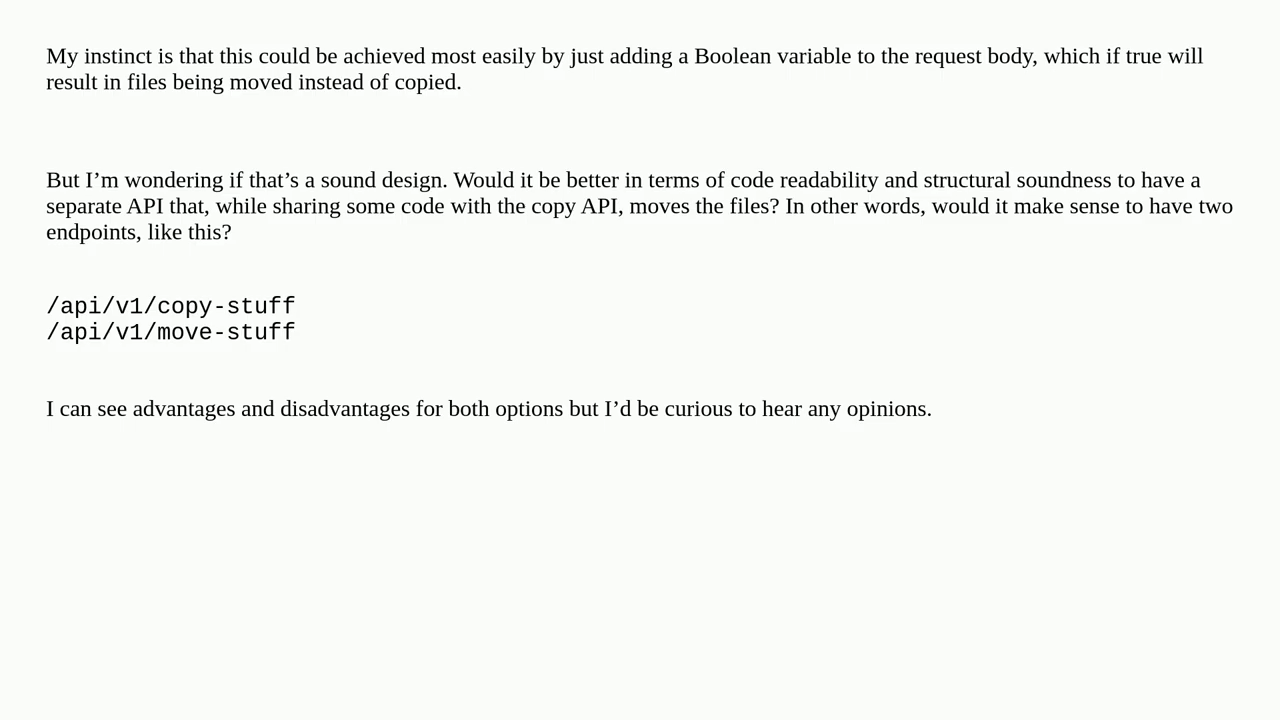 My instinct is that this could be achieved most easily by just adding a Boolean variable to the request body, which if true will
result in files being moved instead of copied.
But I’m wondering if that’s a sound design. Would it be better in terms of code readability and structural soundness to have a
separate API that, while sharing some code with the copy API, moves the files? In other words, would it make sense to have two
endpoints, like this?
/api/v1/copy-stuff
/api/v1/move-stuff
I can see advantages and disadvantages for both options but I’d be curious to hear any opinions.